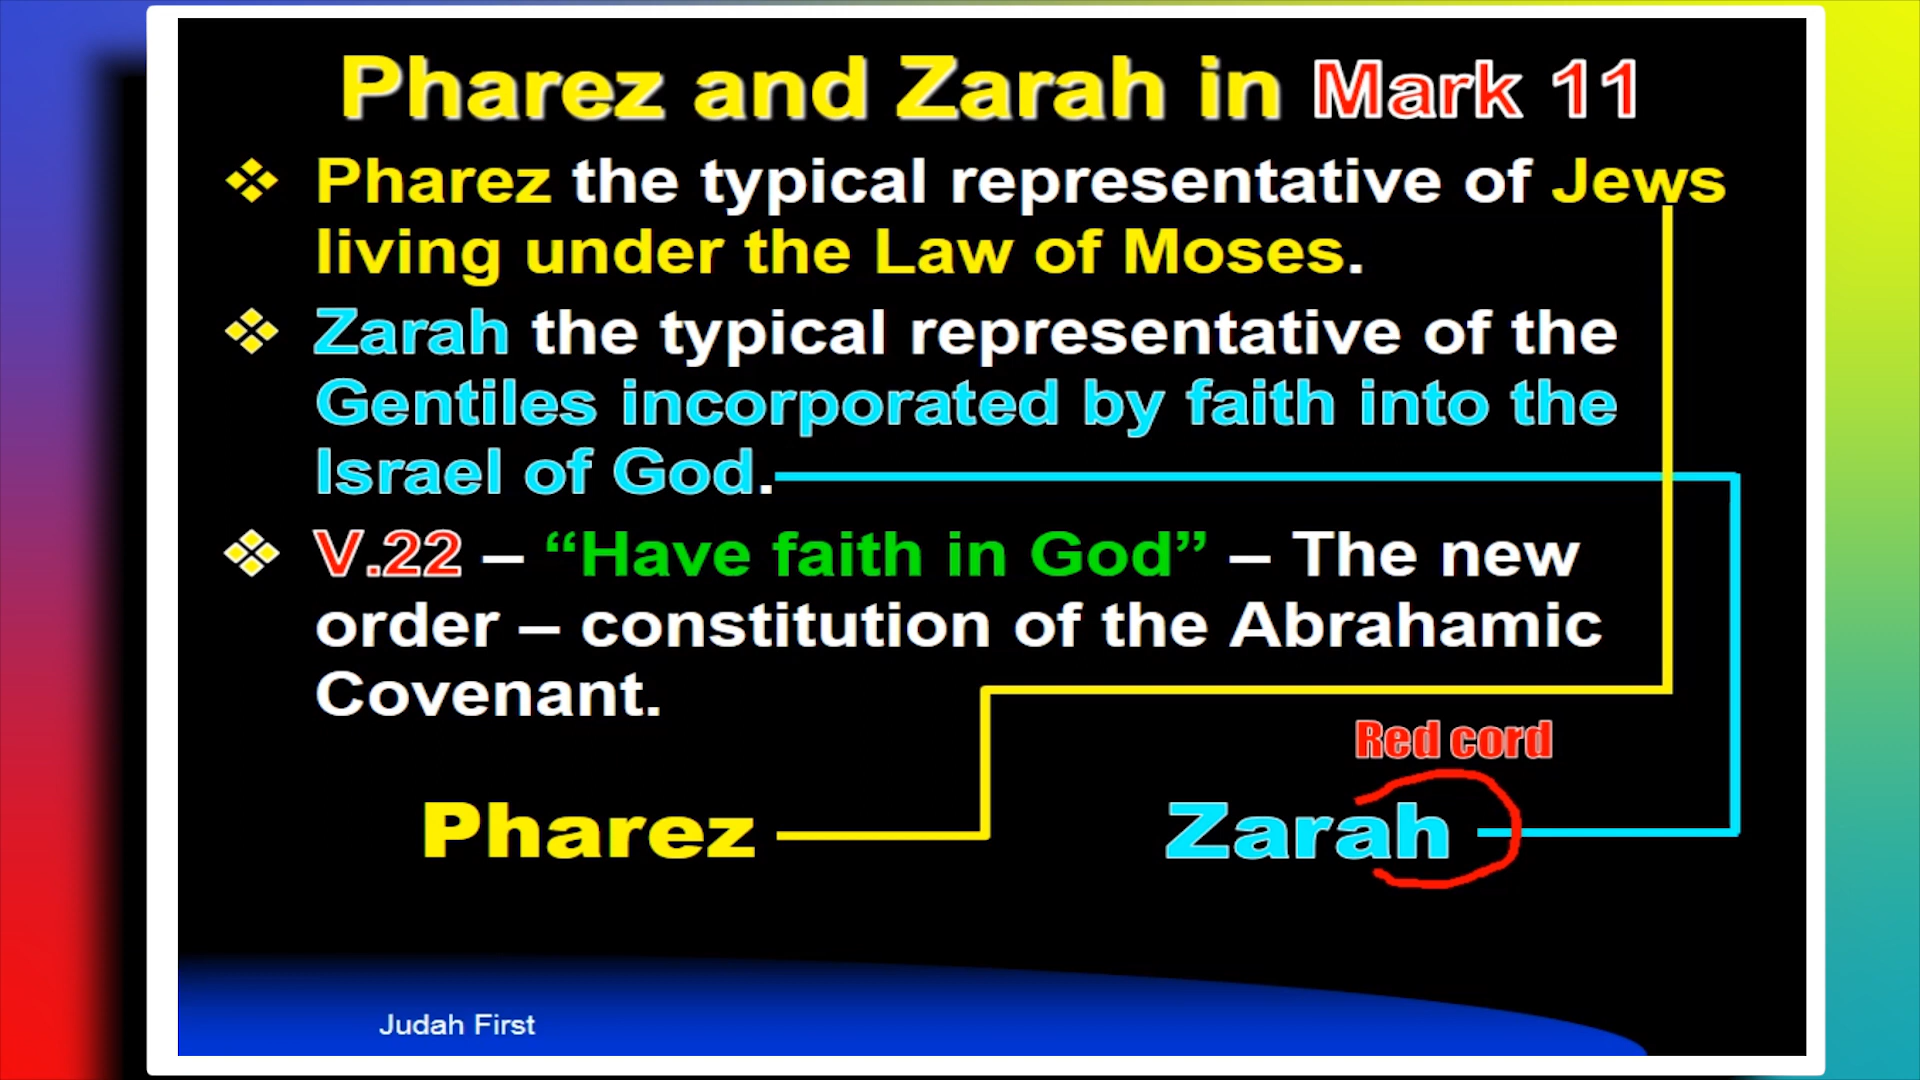 Pharez and Zarah in Mark 11
Pharez the typical representative of Jews
living under the Law of Moses.
Zarah the typical representative of the
Gentiles incorporated by faith into the
Israel of God.
V.22 – “Have faith in God” – The new
order – constitution of the Abrahamic
Covenant.
Red cord
Pharez Zarah
Judah First